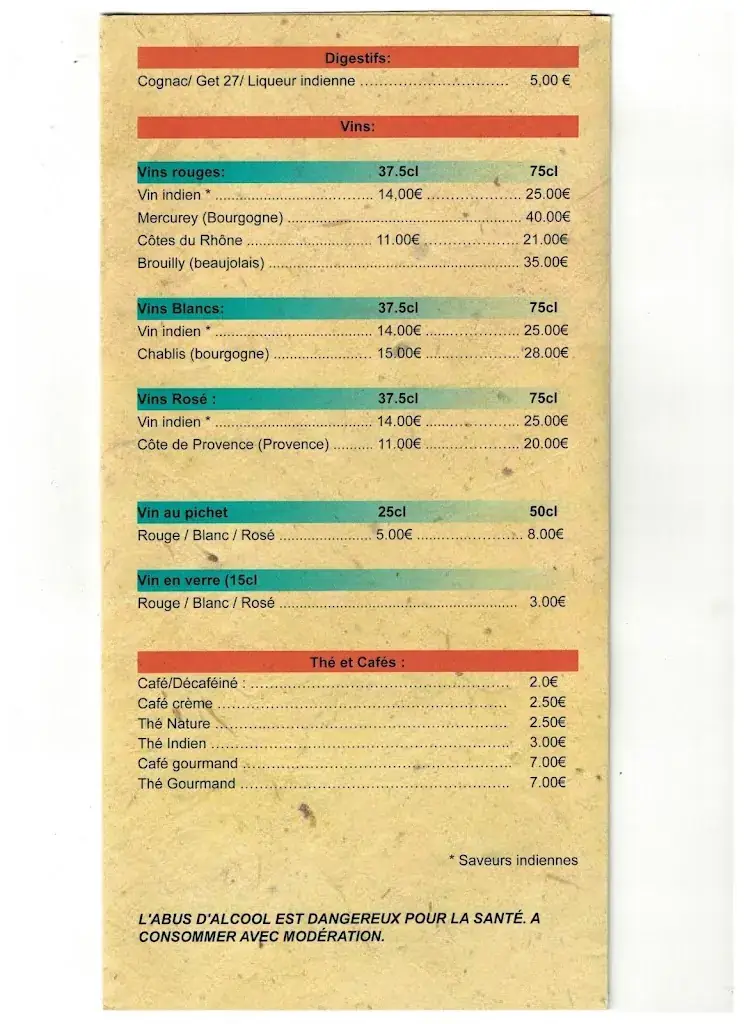 Digestifs:
Cognac/ Get 27/ Liqueur indienne ................................ 5,00 €
Vins:
Vins rouges: 37.5cl 75cl
Vin indien * .................................. 14,00€ .................... 25.00€
Mercurey (Bourgogne) .................................................. 40.00€
Côtes du Rhône ........................... 11.00€ .................... 21.00€
Brouilly (beaujolais) ...................................................... 35.00€
Vins Blancs: 37.5cl 75cl
Vin indien * .................................. 14.00€ .................... 25.00€
Chablis (bourgogne) ..................... 15.00€ .................... 28.00€
Vins Rosé : 37.5cl 75cl
Vin indien * .................................. 14.00€ .................... 25.00€
Côte de Provence (Provence) ......... 11.00€ .................... 20.00€
Vin au pichet 25cl 50cl
Rouge / Blanc / Rosé .................... 5.00€ ...................... 8.00€
Vin en verre (15cl
Rouge / Blanc / Rosé .................................................... 3.00€
Thé et Cafés :
Café/Décaféiné : ........................................................ 2.0€
Café crème .............................................................. 2.50€
Thé Nature .............................................................. 2.50€
Thé Indien ............................................................... 3.00€
Café gourmand ......................................................... 7.00€
Thé Gourmand ......................................................... 7.00€
* Saveurs indiennes
L'ABUS D'ALCOOL EST DANGEREUX POUR LA SANTÉ. A
CONSOMMER AVEC MODÉRATION.